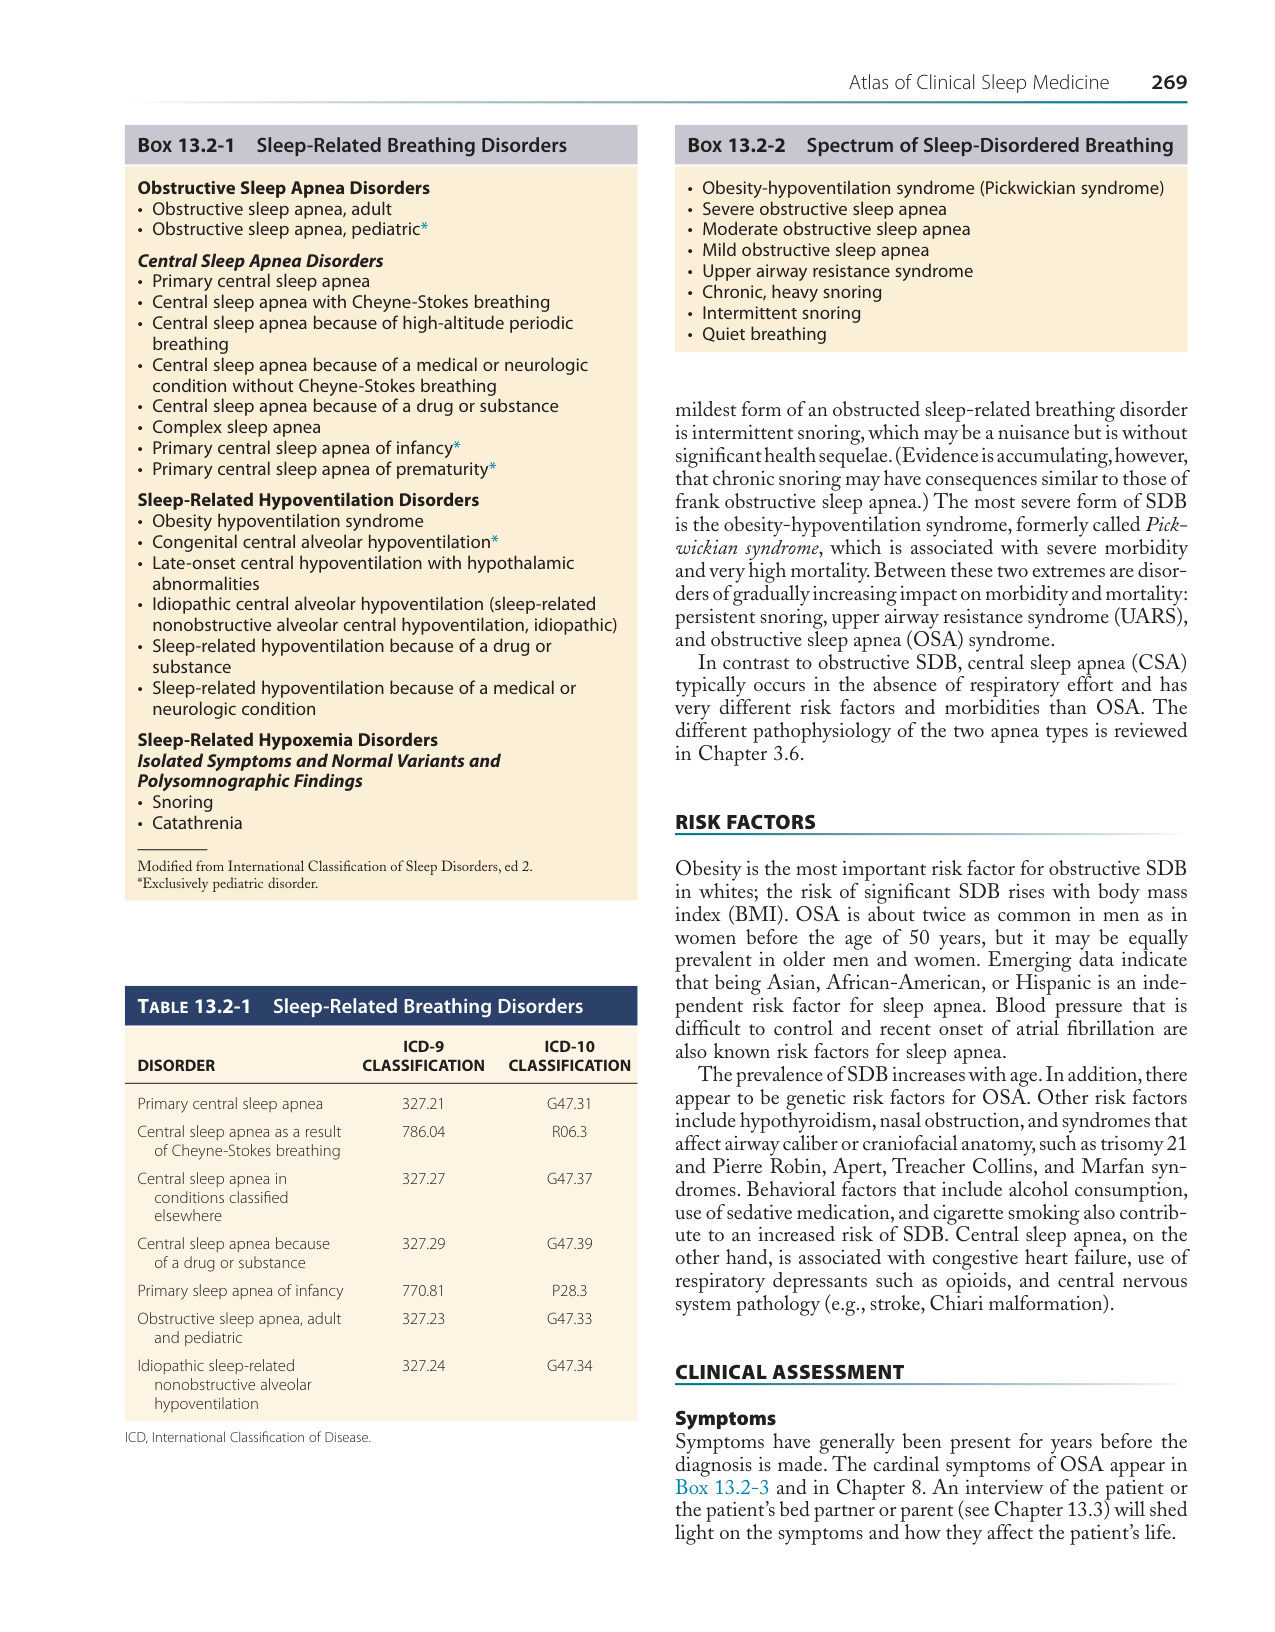 Atlas of Clinical Sleep Medicine 269
BOX 13.2-1 Sleep-Related Breathing Disorders
Obstructive Sleep Apnea Disorders
• Obstructive sleep apnea, adult
• Obstructive sleep apnea, pediatric*
Central Sleep Apnea Disorders
• Primary central sleep apnea
• Central sleep apnea with Cheyne-Stokes breathing
• Central sleep apnea because of high-altitude periodic
breathing
• Central sleep apnea because of a medical or neurologic
condition without Cheyne-Stokes breathing
• Central sleep apnea because of a drug or substance
• Complex sleep apnea
• Primary central sleep apnea of infancy*
• Primary central sleep apnea of prematurity*
Sleep-Related Hypoventilation Disorders
• Obesity hypoventilation syndrome
• Congenital central alveolar hypoventilation*
• Late-onset central hypoventilation with hypothalamic
abnormalities
• Idiopathic central alveolar hypoventilation (sleep-related
nonobstructive alveolar central hypoventilation, idiopathic)
• Sleep-related hypoventilation because of a drug or
substance
• Sleep-related hypoventilation because of a medical or
neurologic condition
Sleep-Related Hypoxemia Disorders
Isolated Symptoms and Normal Variants and
Polysomnographic Findings
• Snoring
• Catathrenia
Modified from International Classification of Sleep Disorders, ed 2.
*Exclusively pediatric disorder.
TABLE 13.2-1 Sleep-Related Breathing Disorders
DISORDER ICD-9 CLASSIFICATION ICD-10 CLASSIFICATION
Primary central sleep apnea 327.21 G47.31
Central sleep apnea as a result 786.04 R06.3
of Cheyne-Stokes breathing
Central sleep apnea in 327.27 G47.37
conditions classified
elsewhere
Central sleep apnea because 327.29 G47.39
of a drug or substance
Primary sleep apnea of infancy 770.81 P28.3
Obstructive sleep apnea, adult 327.23 G47.33
and pediatric
Idiopathic sleep-related 327.24 G47.34
nonobstructive alveolar
hypoventilation
ICD, International Classification of Disease.
BOX 13.2-2 Spectrum of Sleep-Disordered Breathing
• Obesity-hypoventilation syndrome (Pickwickian syndrome)
• Severe obstructive sleep apnea
• Moderate obstructive sleep apnea
• Mild obstructive sleep apnea
• Upper airway resistance syndrome
• Chronic, heavy snoring
• Intermittent snoring
• Quiet breathing
mildest form of an obstructed sleep-related breathing disorder
is intermittent snoring, which may be a nuisance but is without
significant health sequelae. (Evidence is accumulating, however,
that chronic snoring may have consequences similar to those of
frank obstructive sleep apnea.) The most severe form of SDB
is the obesity-hypoventilation syndrome, formerly called Pick-
wickian syndrome, which is associated with severe morbidity
and very high mortality. Between these two extremes are disor-
ders of gradually increasing impact on morbidity and mortality:
persistent snoring, upper airway resistance syndrome (UARS),
and obstructive sleep apnea (OSA) syndrome.
In contrast to obstructive SDB, central sleep apnea (CSA)
typically occurs in the absence of respiratory effort and has
very different risk factors and morbidities than OSA. The
different pathophysiology of the two apnea types is reviewed
in Chapter 3.6.
RISK FACTORS
Obesity is the most important risk factor for obstructive SDB
in whites; the risk of significant SDB rises with body mass
index (BMI). OSA is about twice as common in men as in
women before the age of 50 years, but it may be equally
prevalent in older men and women. Emerging data indicate
that being Asian, African-American, or Hispanic is an inde-
pendent risk factor for sleep apnea. Blood pressure that is
difficult to control and recent onset of atrial fibrillation are
also known risk factors for sleep apnea.
The prevalence of SDB increases with age. In addition, there
appear to be genetic risk factors for OSA. Other risk factors
include hypothyroidism, nasal obstruction, and syndromes that
affect airway caliber or craniofacial anatomy, such as trisomy 21
and Pierre Robin, Apert, Treacher Collins, and Marfan syn-
dromes. Behavioral factors that include alcohol consumption,
use of sedative medication, and cigarette smoking also contrib-
ute to an increased risk of SDB. Central sleep apnea, on the
other hand, is associated with congestive heart failure, use of
respiratory depressants such as opioids, and central nervous
system pathology (e.g., stroke, Chiari malformation).
CLINICAL ASSESSMENT
Symptoms
Symptoms have generally been present for years before the
diagnosis is made. The cardinal symptoms of OSA appear in
Box 13.2-3 and in Chapter 8. An interview of the patient or
the patient's bed partner or parent (see Chapter 13.3) will shed
light on the symptoms and how they affect the patient's life.